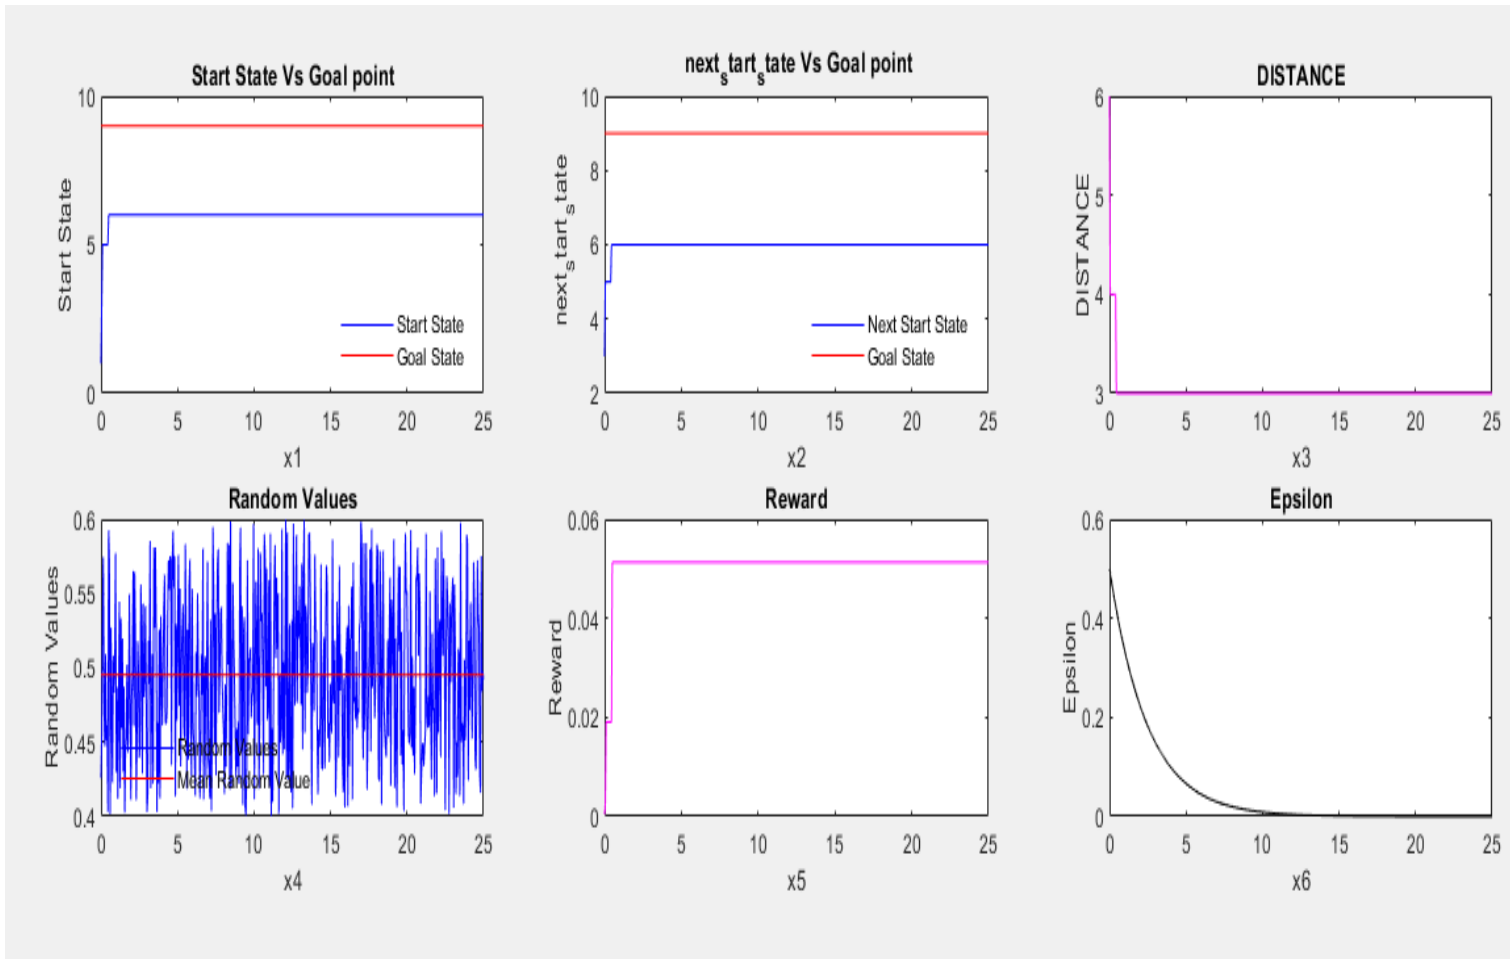 Start State Vs Goal point
10
5
0
Start State
Start State
Goal State
0 5 10 15 20 25
x1
next_start_state Vs Goal point
10
8
6
4
2
next_start_state
Next Start State
Goal State
0 5 10 15 20 25
x2
DISTANCE
6
5
4
3
DISTANCE
0 5 10 15 20 25
x3
Random Values
0.6
0.55
0.5
0.45
0.4
Random Values
Random Values
Mean Random Value
0 5 10 15 20 25
x4
Reward
0.06
0.04
0.02
0
Reward
0 5 10 15 20 25
x5
Epsilon
0.6
0.4
0.2
0
Epsilon
0 5 10 15 20 25
x6